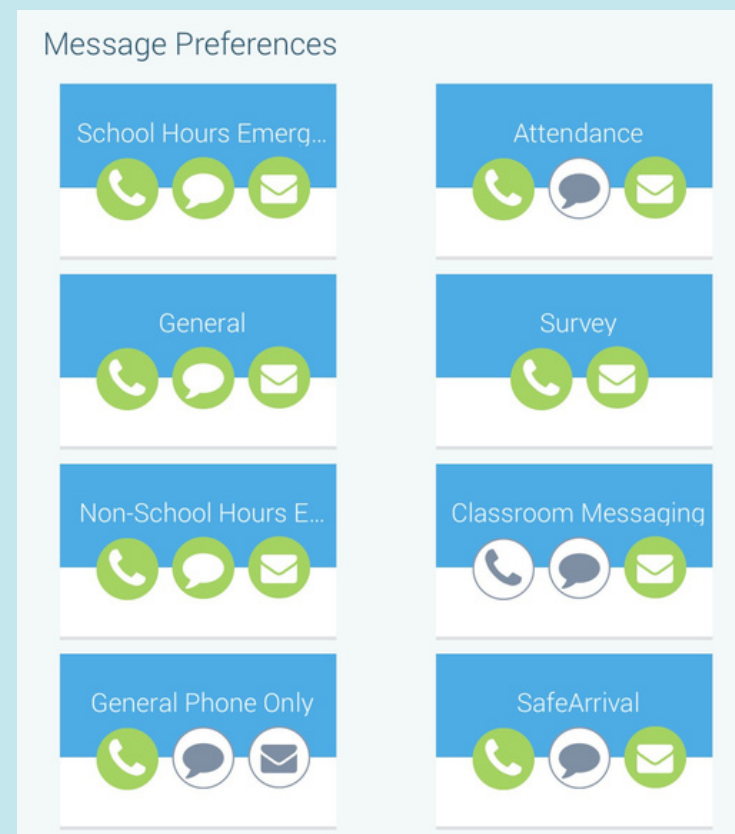 Message Preferences
School Hours Emerg...
Attendance
General
Survey
Non-School Hours E...
Classroom Messaging
General Phone Only
SafeArrival